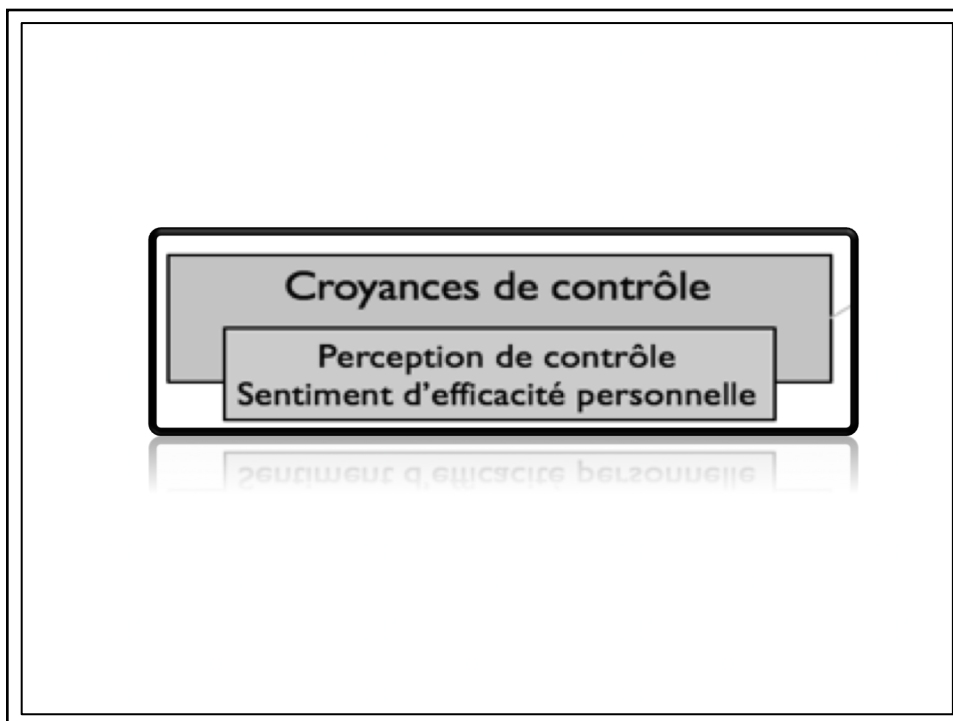 Croyances de contrôle
Perception de contrôle
Sentiment d'efficacité personnelle